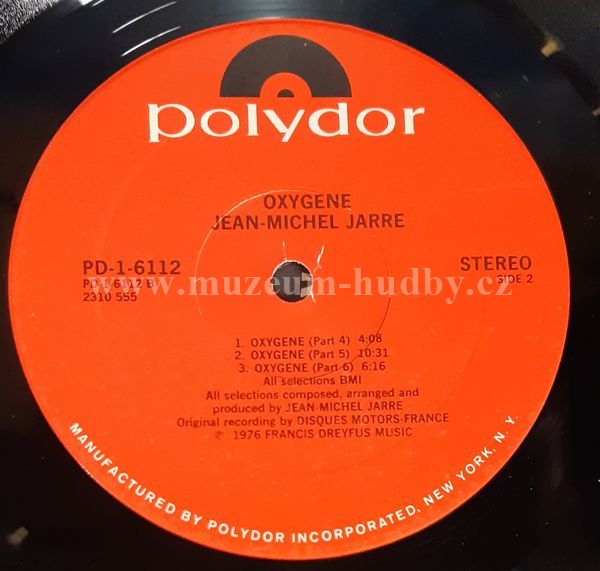 polydor
OXYGENE
JEAN-MICHEL JARRE
PD-1-6112
PD-1-6112 B
2310 555
STEREO
SIDE 2
www.muzeum-hudby.cz
1. OXYGENE (Part 4) 4:08
2. OXYGENE (Part 5) 10:31
3. OXYGENE (Part 6) 6:16
All selections BMI
All selections composed, arranged and
produced by JEAN-MICHEL JARRE
Original recording by DISQUES MOTORS-FRANCE
℗ 1976 FRANCIS DREYFUS MUSIC
MANUFACTURED BY POLYDOR INCORPORATED, NEW YORK, N. Y.